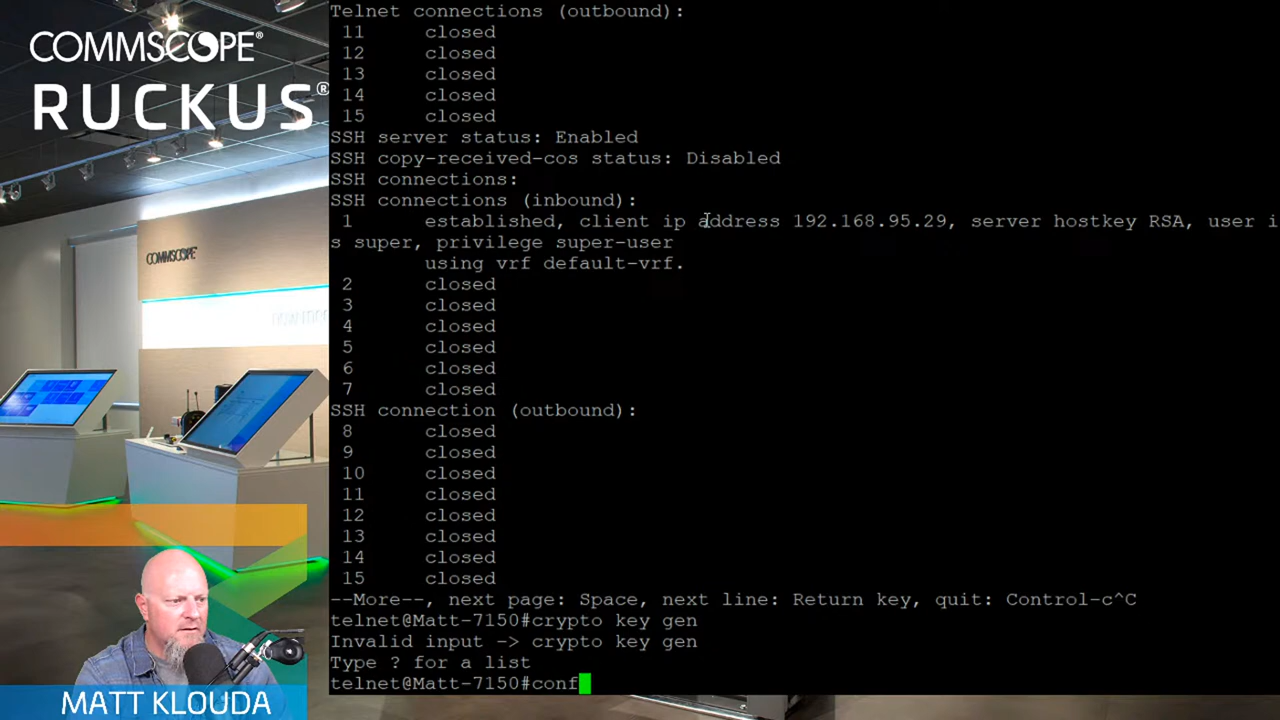 COMMSCOPE®
RUCKUS®
COMMSCOPE
MATT KLOUDA
Telnet connections (outbound):
11 closed
12 closed
13 closed
14 closed
15 closed
SSH server status: Enabled
SSH copy-received-cos status: Disabled
SSH connections:
SSH connections (inbound):
1 established, client ip address 192.168.95.29, server hostkey RSA, user i
s super, privilege super-user
using vrf default-vrf.
2 closed
3 closed
4 closed
5 closed
6 closed
7 closed
SSH connection (outbound):
8 closed
9 closed
10 closed
11 closed
12 closed
13 closed
14 closed
15 closed
--More--, next page: Space, next line: Return key, quit: Control-c^C
telnet@Matt-7150#crypto key gen
Invalid input -> crypto key gen
Type ? for a list
telnet@Matt-7150#conf